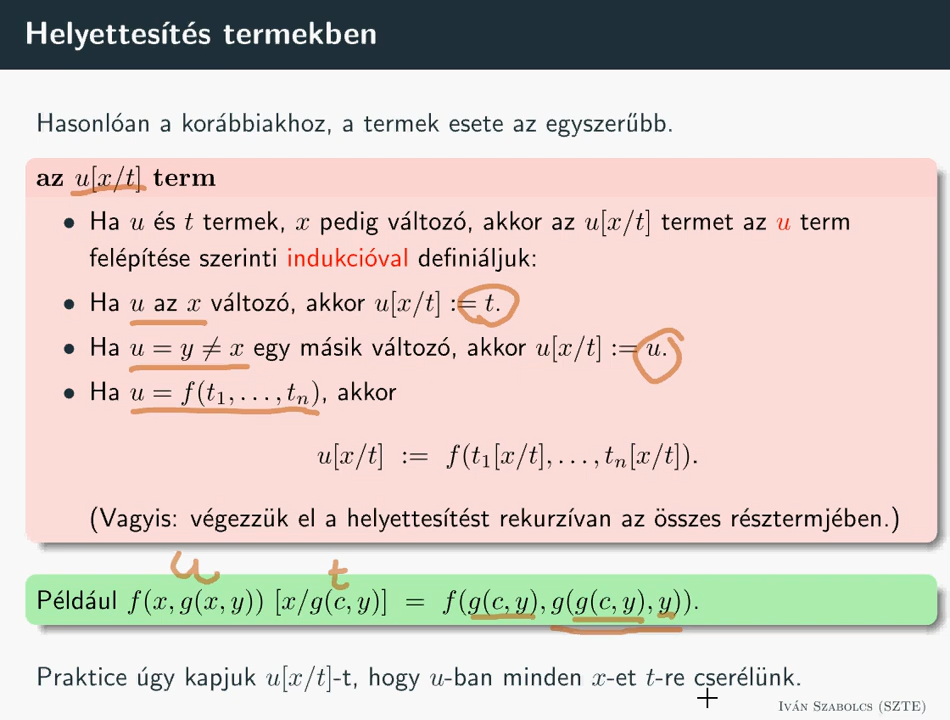 Helyettesítés termekben
Hasonlóan a korábbiakhoz, a termek esete az egyszerűbb.
az u[x/t] term
• Ha u és t termek, x pedig változó, akkor az u[x/t] termet az u term
felépítése szerinti indukcióval definiáljuk:
• Ha u az x változó, akkor u[x/t] := t.
• Ha u = y ≠ x egy másik változó, akkor u[x/t] := u.
• Ha u = f(t₁, . . . , tₙ), akkor
u[x/t] := f(t₁[x/t], . . . , tₙ[x/t]).
(Vagyis: végezzük el a helyettesítést rekurzívan az összes résztermjében.)
u t
Például f(x, g(x, y)) [x/g(c, y)] = f(g(c, y), g(g(c, y), y)).
Praktice úgy kapjuk u[x/t]-t, hogy u-ban minden x-et t-re cserélünk.
Iván Szabolcs (SZTE)